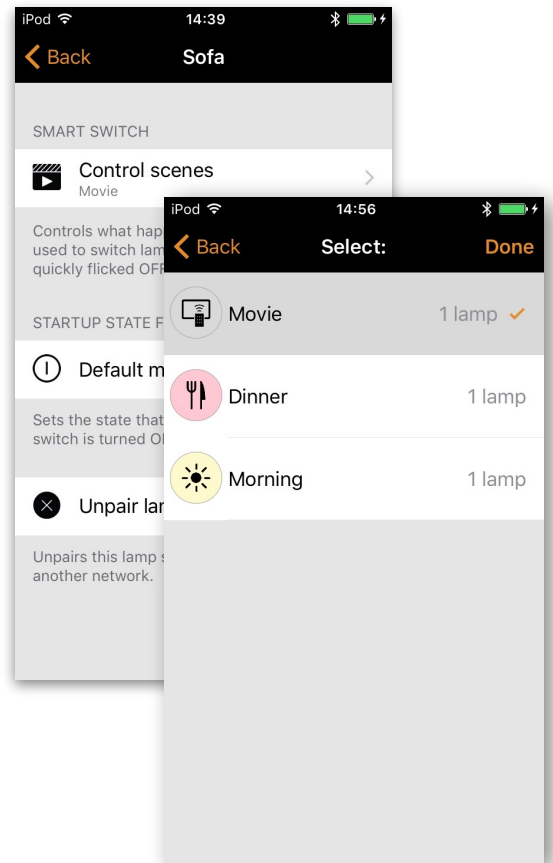 iPod 14:39
Back Sofa
SMART SWITCH
Control scenes
Movie
Controls what hap
used to switch lam
quickly flicked OFF
STARTUP STATE F
Default m
Sets the state that
switch is turned O
Unpair lar
Unpairs this lamp s
another network.
iPod 14:56
Back Select: Done
Movie 1 lamp
Dinner 1 lamp
Morning 1 lamp